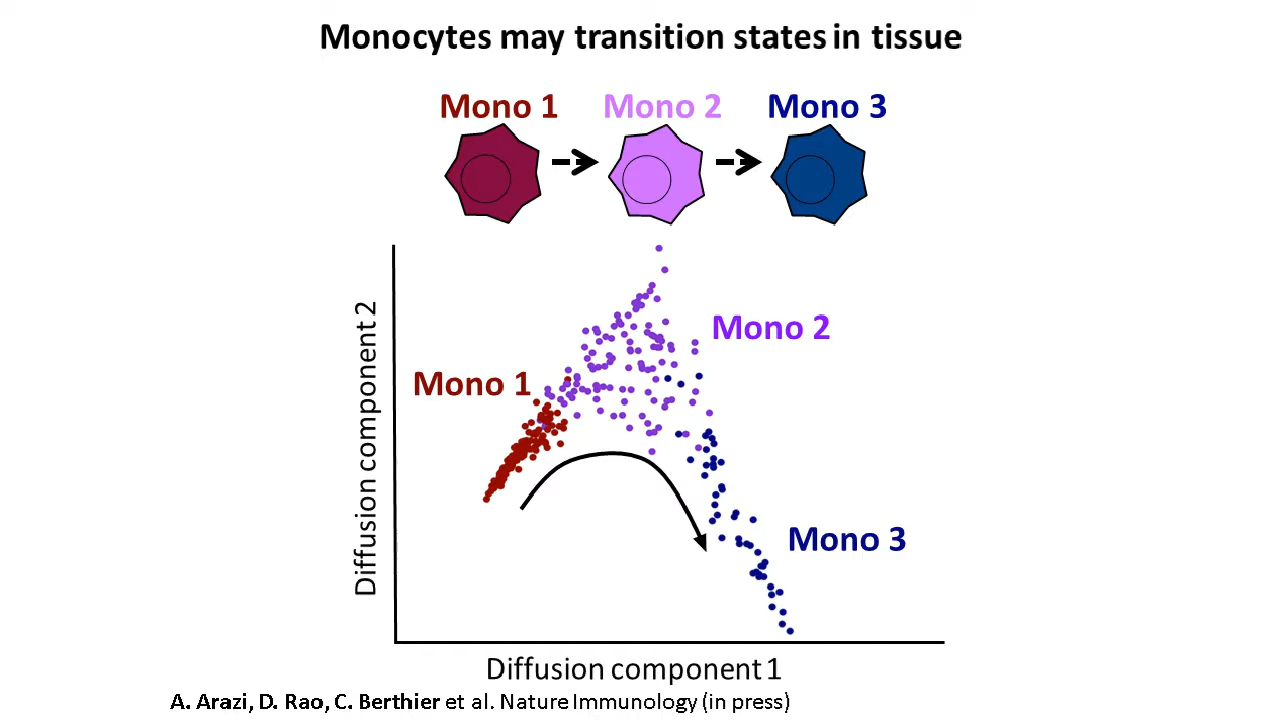 Monocytes may transition states in tissue
Mono 1 Mono 2 Mono 3
Mono 2
Mono 1
Mono 3
Diffusion component 2
Diffusion component 1
A. Arazi, D. Rao, C. Berthier et al. Nature Immunology (in press)